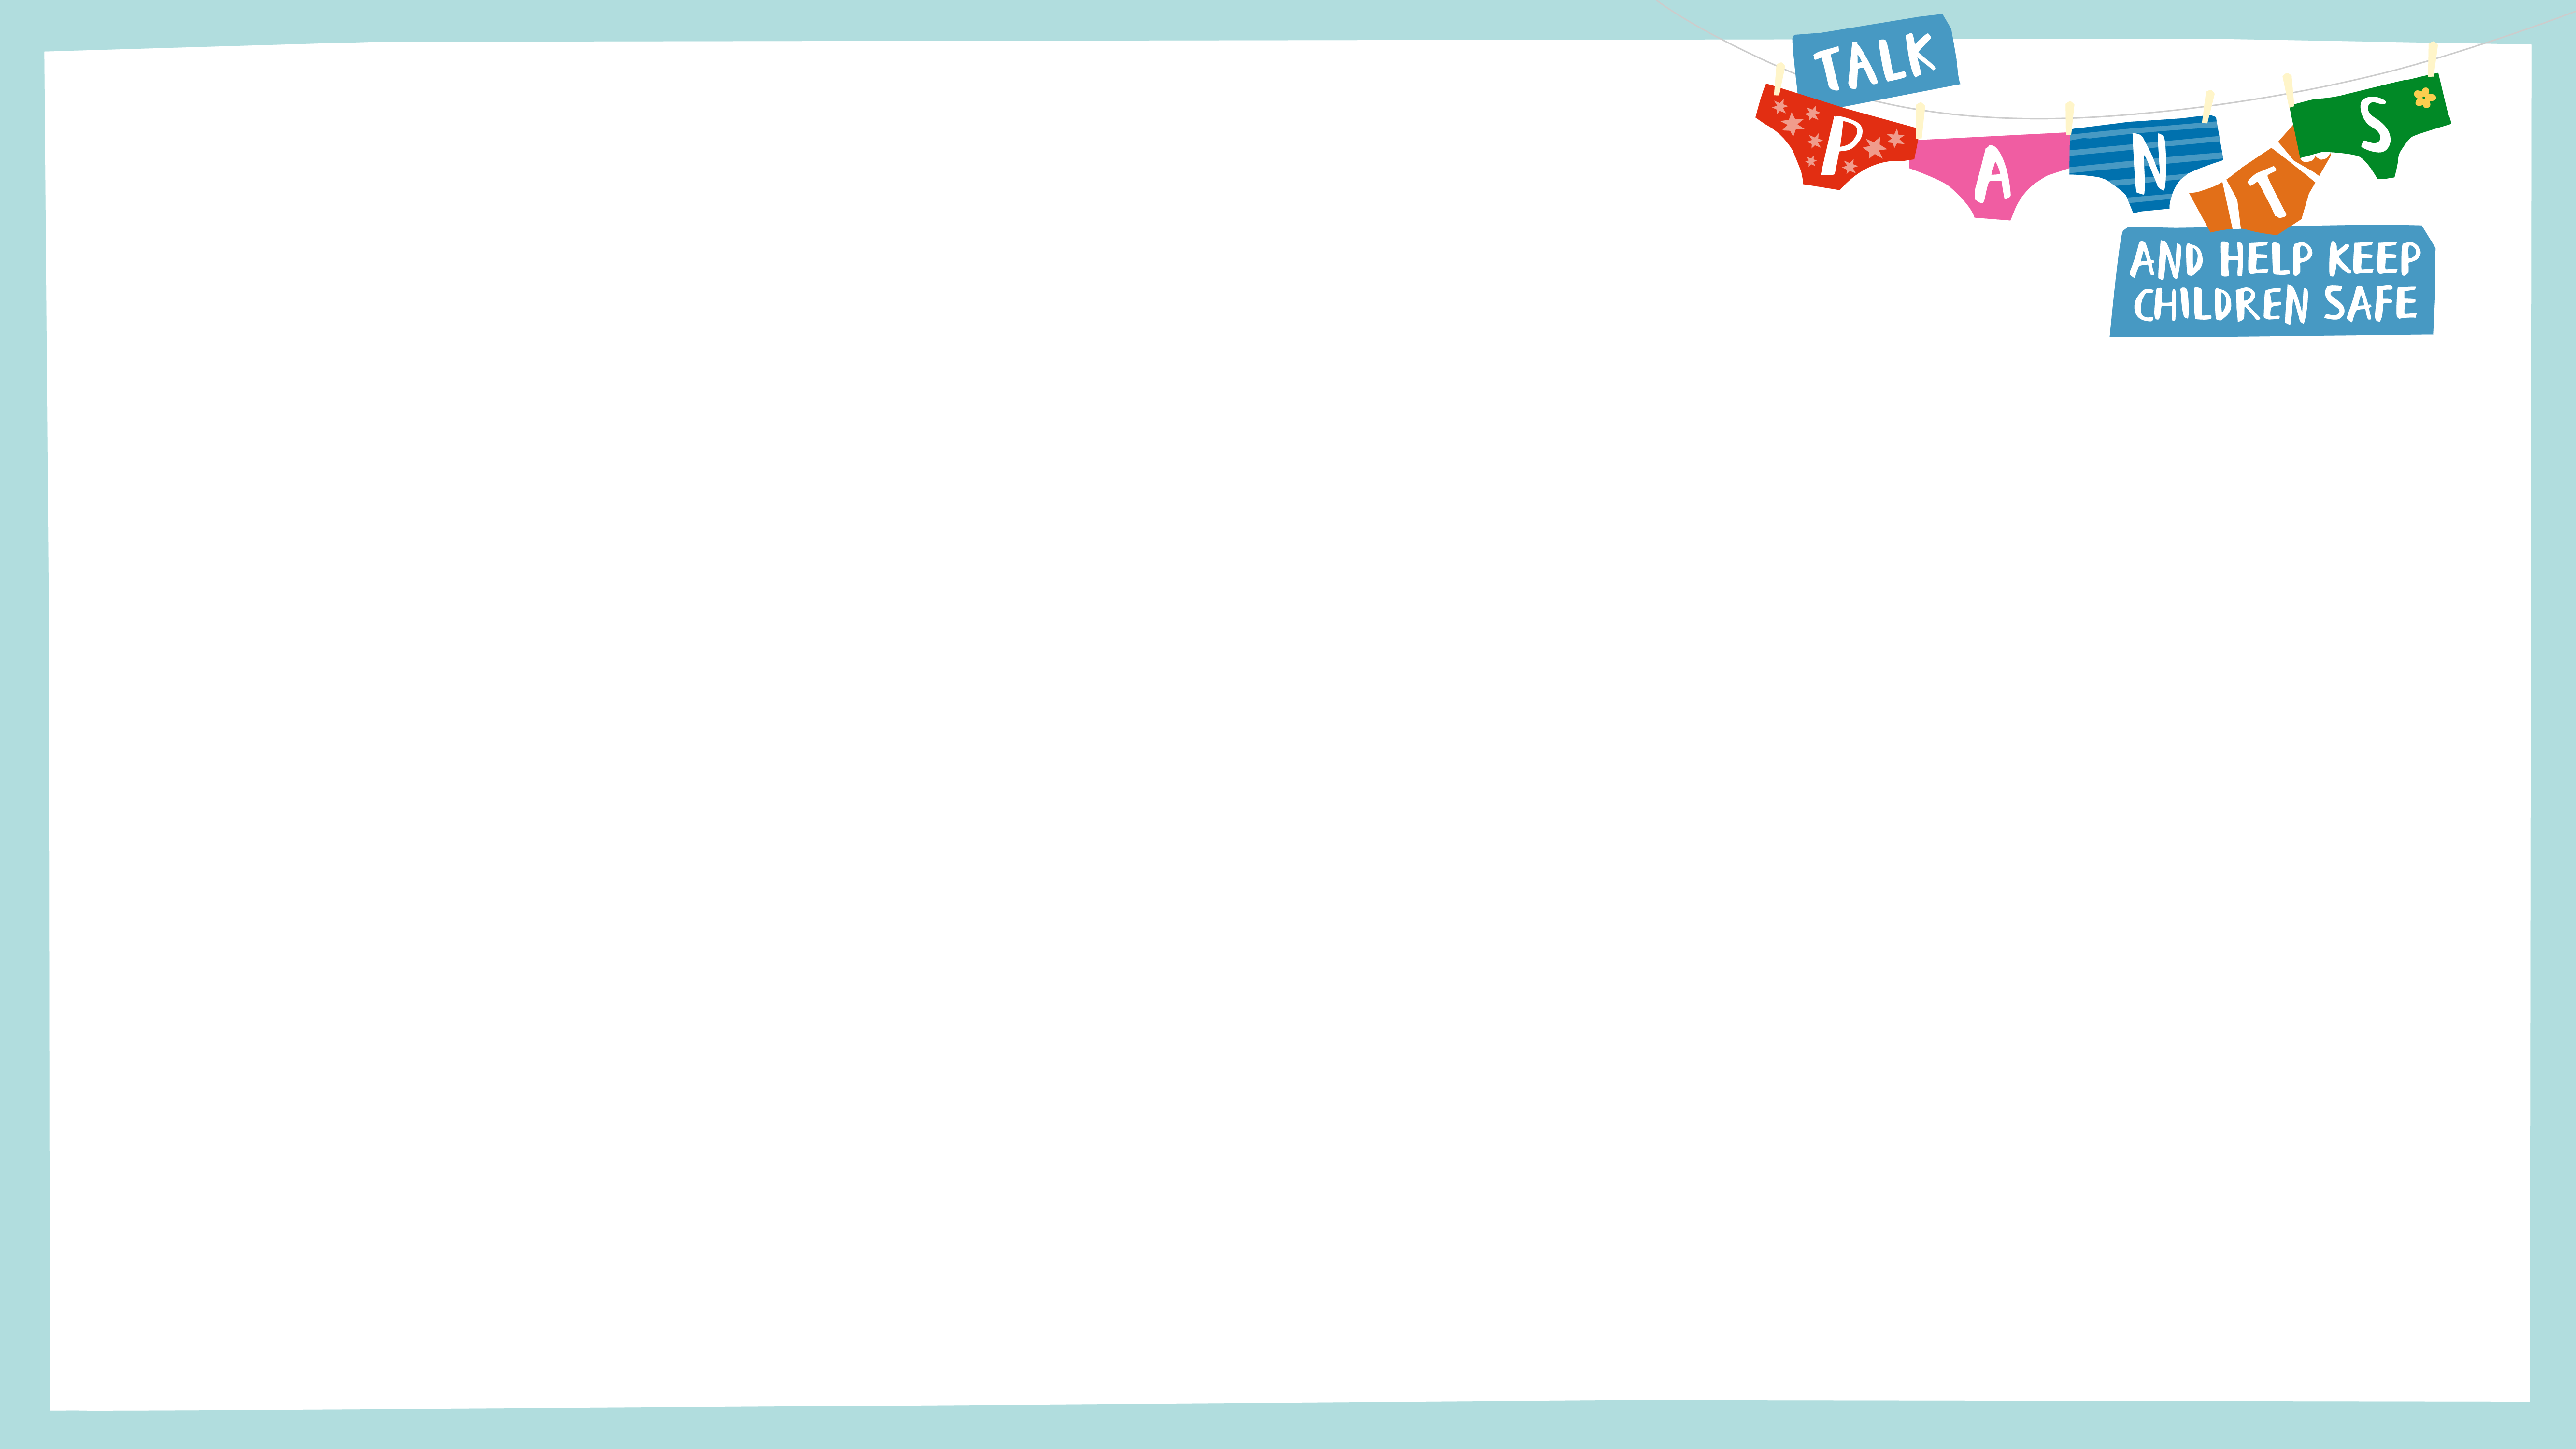 TALK
PANTS
AND HELP KEEP
CHILDREN SAFE